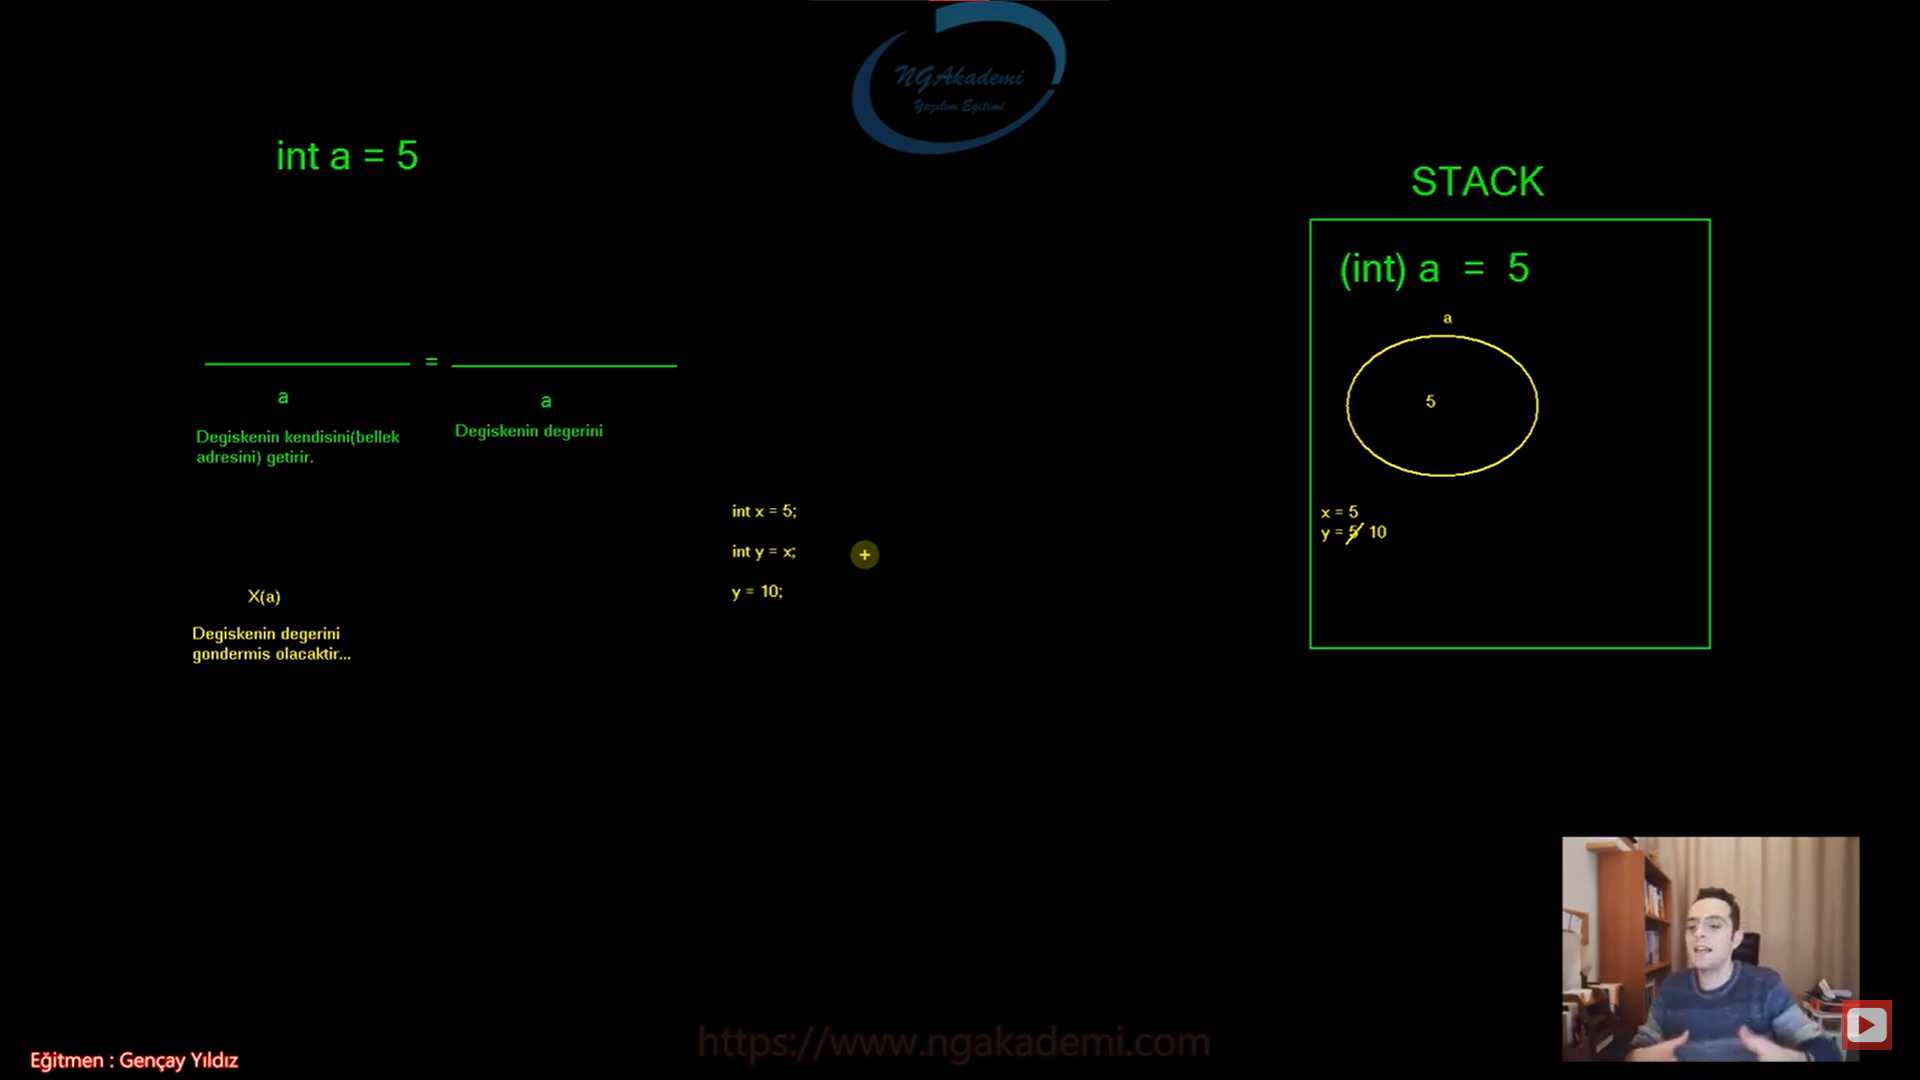 NGAkademi
Yazılım Eğitimi
int a = 5
STACK
(int) a = 5
a
5
=
a
a
Degiskenin kendisini(bellek
adresini) getirir.
Degiskenin degerini
int x = 5;
int y = x;
y = 10;
x = 5
y = 5 10
X(a)
Degiskenin degerini
gondermis olacaktir...
https://www.ngakademi.com
Eğitmen : Gençay Yıldız